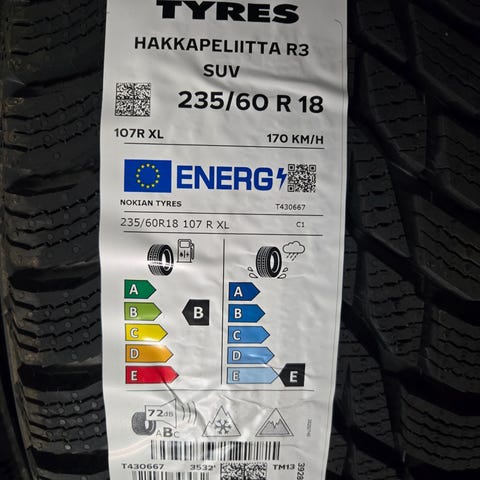 TYRES
HAKKAPELIITTA R3
SUV
235/60 R 18
107R XL 170 KM/H
ENERG
NOKIAN TYRES T430667
235/60R18 107 R XL C1
A A
B B B
C C
D D
E E E
72dB
ABC
T430667 3532 TM13